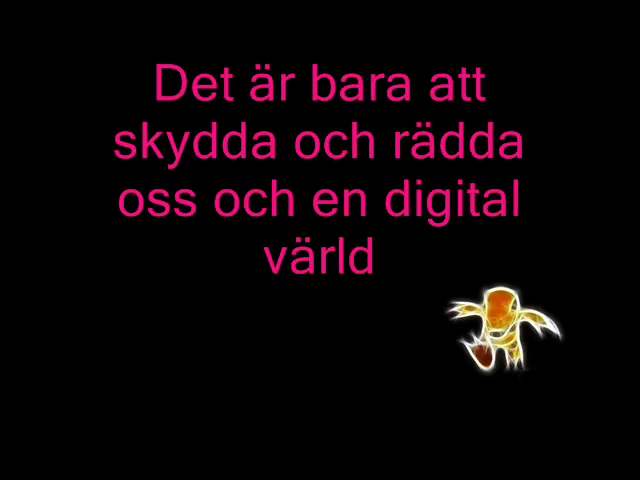 Det är bara att
skydda och rädda
oss och en digital
värld